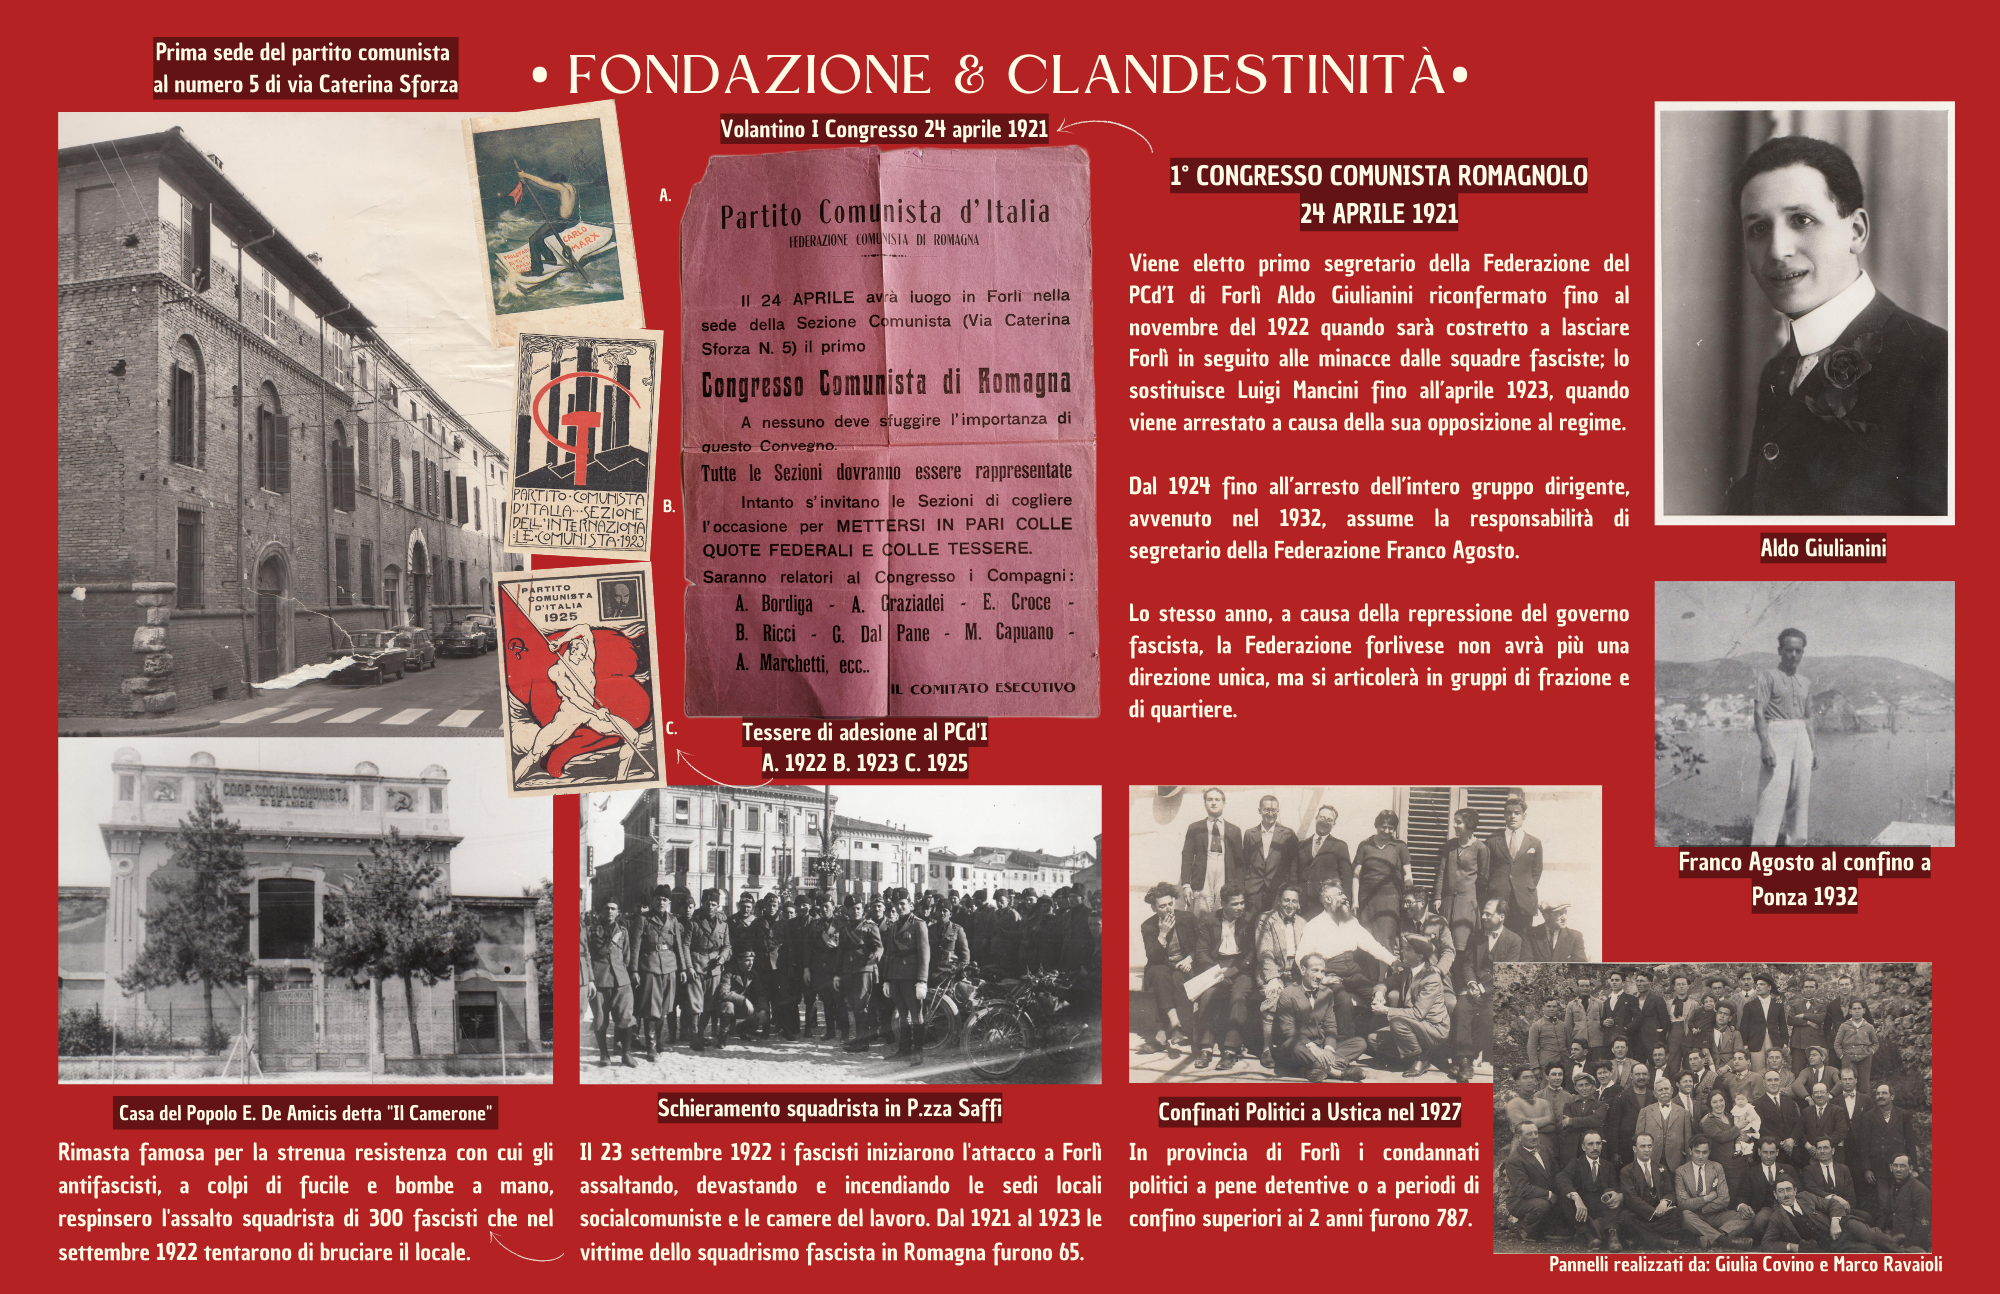 Prima sede del partito comunista
al numero 5 di via Caterina Sforza
• FONDAZIONE & CLANDESTINITÀ•
Volantino I Congresso 24 aprile 1921
CARLO
MARX
PARTITO·COMUNISTA
D'ITALIA···SEZIONE
DELL'INTERNAZIONA
·LE·COMUNISTA·1923
PARTITO
COMUNISTA
D'ITALIA
1925
A.
B.
C.
Partito Comunista d'Italia
FEDERAZIONE COMUNISTA DI ROMAGNA
Il 24 APRILE avrà luogo in Forlì nella
sede della Sezione Comunista (Via Caterina
Sforza N. 5) il primo
Congresso Comunista di Romagna
A nessuno deve sfuggire l'importanza di
questo Convegno.
Tutte le Sezioni dovranno essere rappresentate
Intanto s'invitano le Sezioni di cogliere
l'occasione per METTERSI IN PARI COLLE
QUOTE FEDERALI E COLLE TESSERE.
Saranno relatori al Congresso i Compagni:
A. Bordiga - A. Graziadei - E. Croce -
B. Ricci - G. Dal Pane - M. Capuano -
A. Marchetti, ecc..
IL COMITATO ESECUTIVO
Tessere di adesione al PCd'I
A. 1922 B. 1923 C. 1925
1° CONGRESSO COMUNISTA ROMAGNOLO
24 APRILE 1921
Viene eletto primo segretario della Federazione del
PCd'I di Forlì Aldo Giulianini riconfermato fino al
novembre del 1922 quando sarà costretto a lasciare
Forlì in seguito alle minacce dalle squadre fasciste; lo
sostituisce Luigi Mancini fino all'aprile 1923, quando
viene arrestato a causa della sua opposizione al regime.
Dal 1924 fino all'arresto dell'intero gruppo dirigente,
avvenuto nel 1932, assume la responsabilità di
segretario della Federazione Franco Agosto.
Lo stesso anno, a causa della repressione del governo
fascista, la Federazione forlivese non avrà più una
direzione unica, ma si articolerà in gruppi di frazione e
di quartiere.
Aldo Giulianini
Franco Agosto al confino a
Ponza 1932
COOP. SOCIAL COMUNISTA
E. DE AMICIS
Casa del Popolo E. De Amicis detta "Il Camerone"
Rimasta famosa per la strenua resistenza con cui gli
antifascisti, a colpi di fucile e bombe a mano,
respinsero l'assalto squadrista di 300 fascisti che nel
settembre 1922 tentarono di bruciare il locale.
Schieramento squadrista in P.zza Saffi
Il 23 settembre 1922 i fascisti iniziarono l'attacco a Forlì
assaltando, devastando e incendiando le sedi locali
socialcomuniste e le camere del lavoro. Dal 1921 al 1923 le
vittime dello squadrismo fascista in Romagna furono 65.
Confinati Politici a Ustica nel 1927
In provincia di Forlì i condannati
politici a pene detentive o a periodi di
confino superiori ai 2 anni furono 787.
Pannelli realizzati da: Giulia Covino e Marco Ravaioli